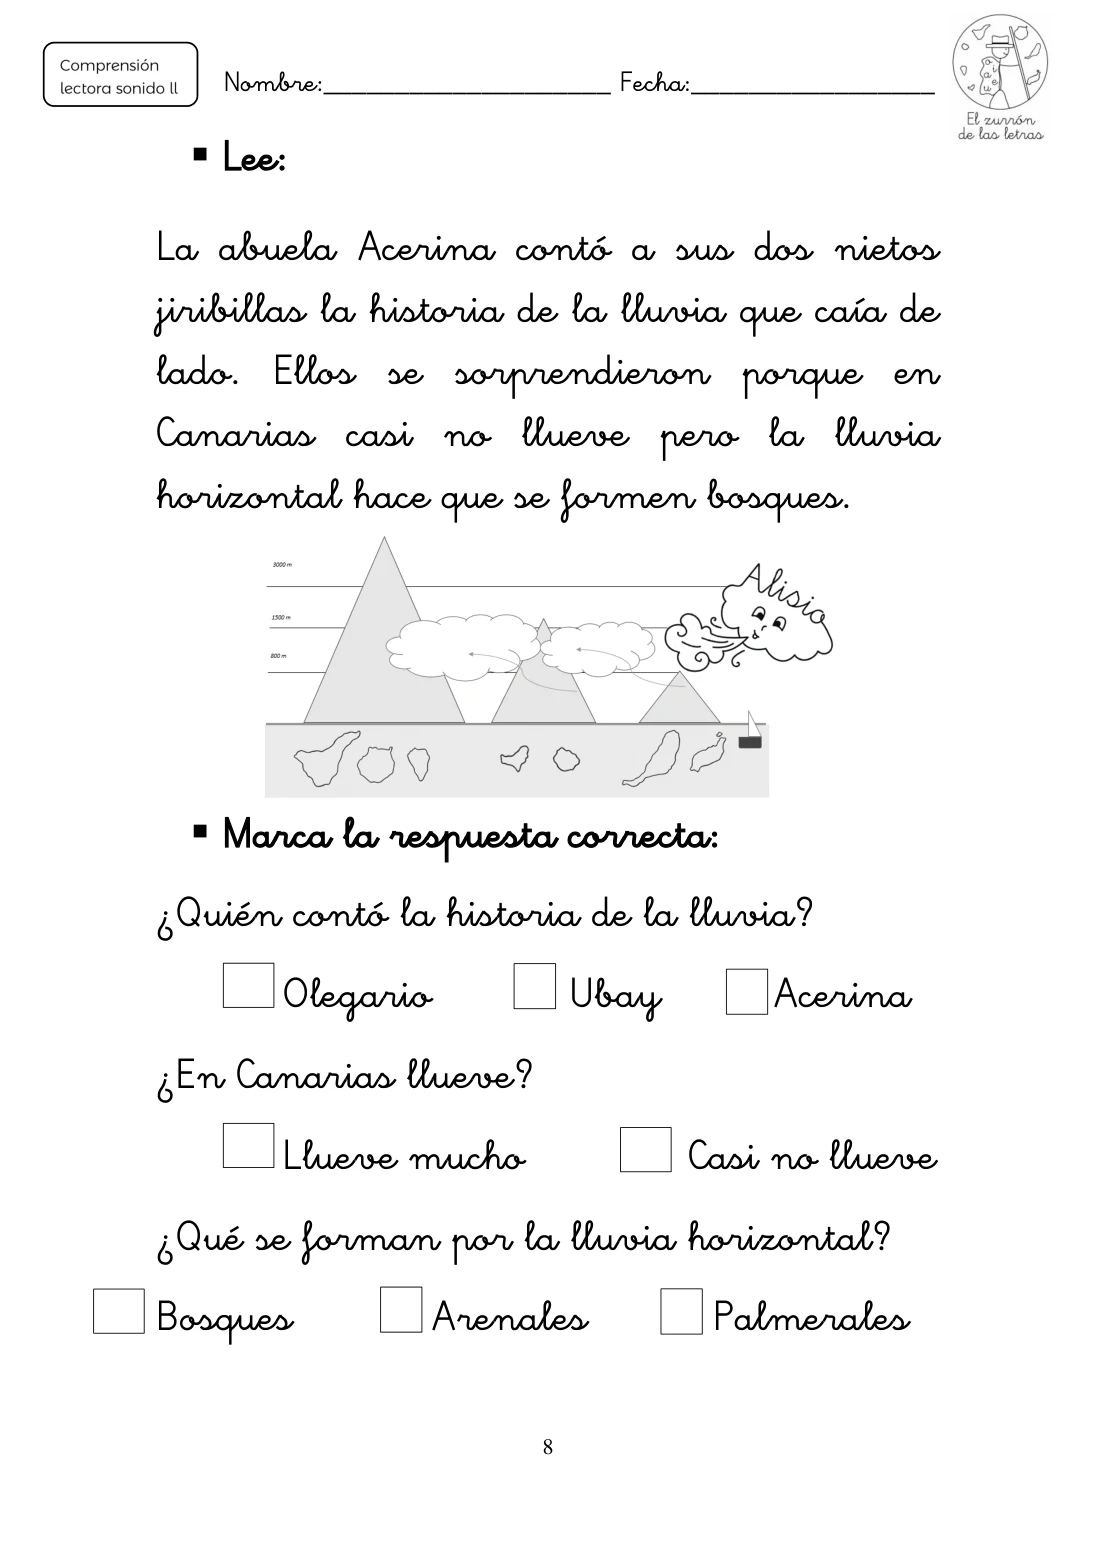 Comprensión
lectora sonido ll
Nombre:____________________ Fecha:_________________
El zurrón
de las letras
▪ Lee:
La abuela Acerina contó a sus dos nietos
jiribillas la historia de la lluvia que caía de
lado. Ellos se sorprendieron porque en
Canarias casi no llueve pero la lluvia
horizontal hace que se formen bosques.
3000 m
1500 m
800 m
Alisio
▪ Marca la respuesta correcta:
¿Quién contó la historia de la lluvia?
Olegario Ubay Acerina
¿En Canarias llueve?
Llueve mucho Casi no llueve
¿Qué se forman por la lluvia horizontal?
Bosques Arenales Palmerales
8